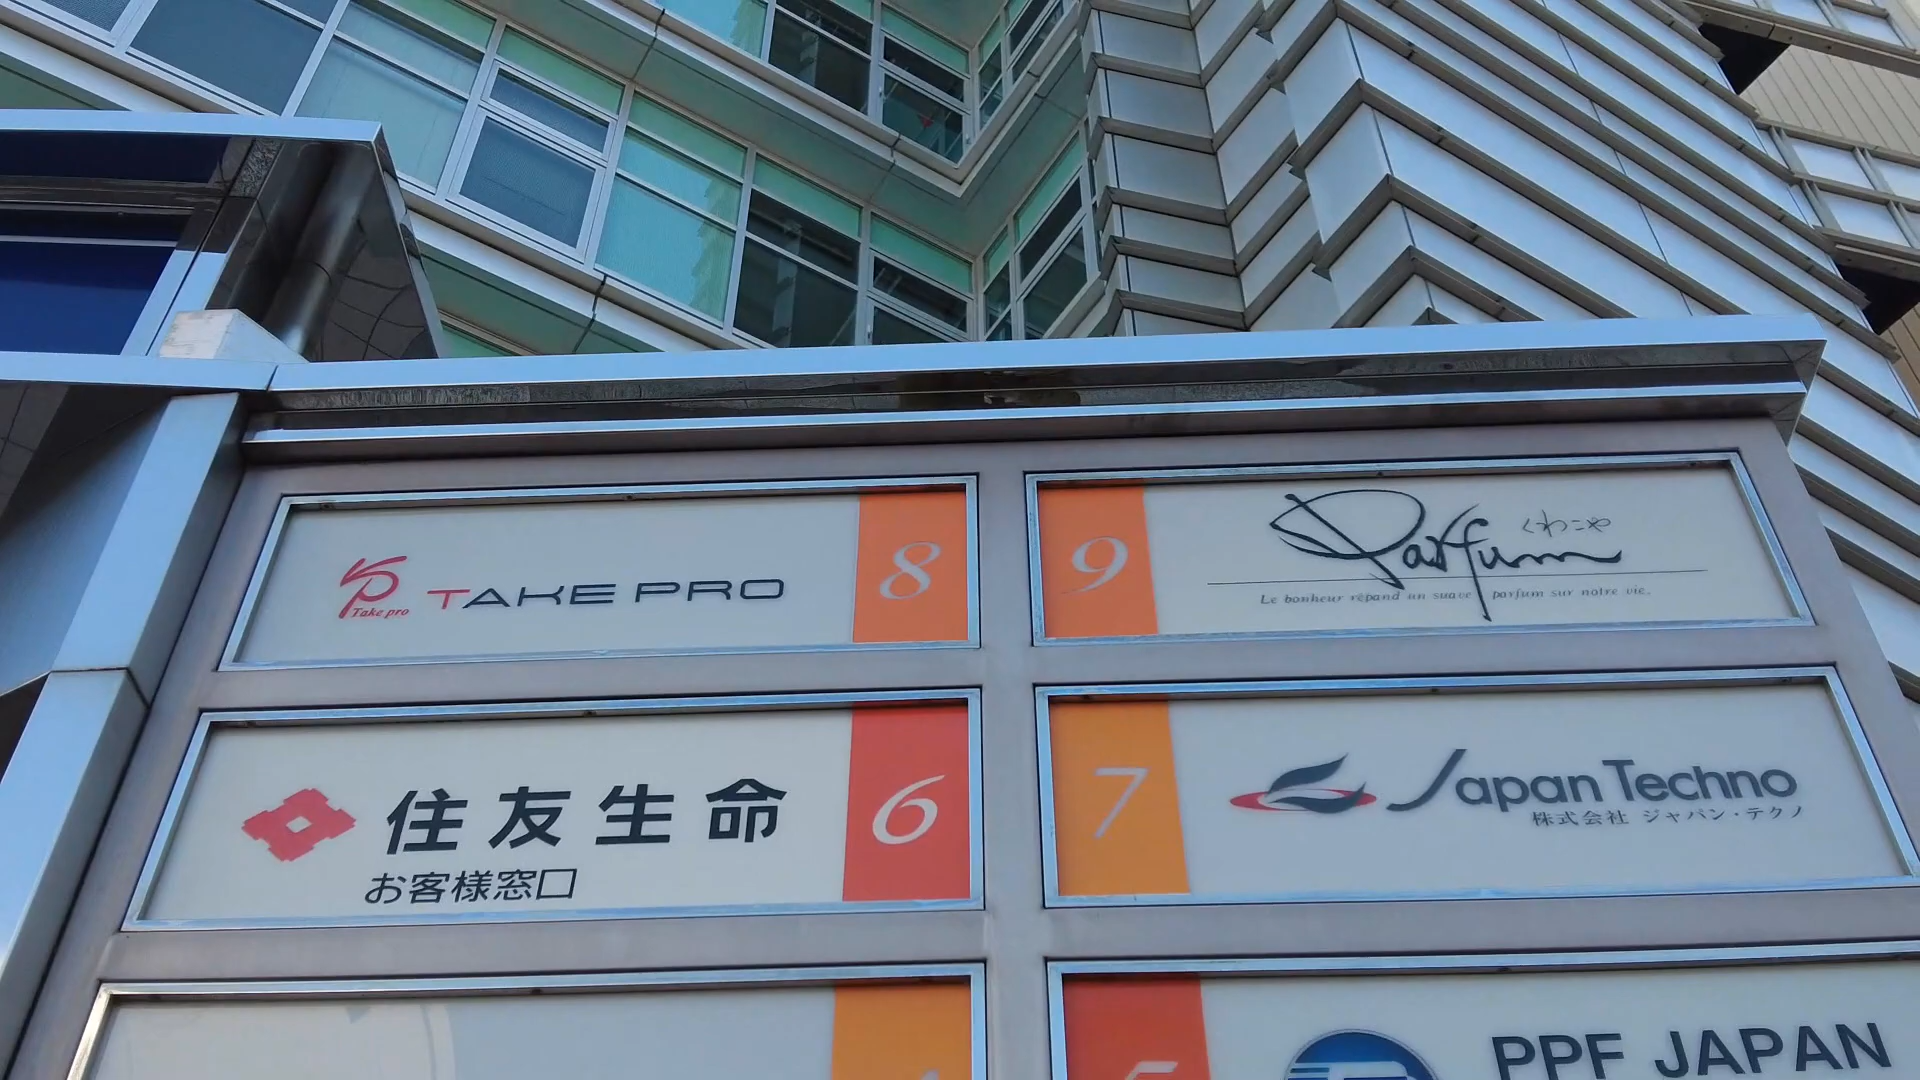 Take pro
TAKE PRO
8
9
Parfum
くわこや
Le bonheur répand un suave parfum sur notre vie.
住友生命
お客様窓口
6
7
Japan Techno
株式会社 ジャパン・テクノ
5
PPF JAPAN